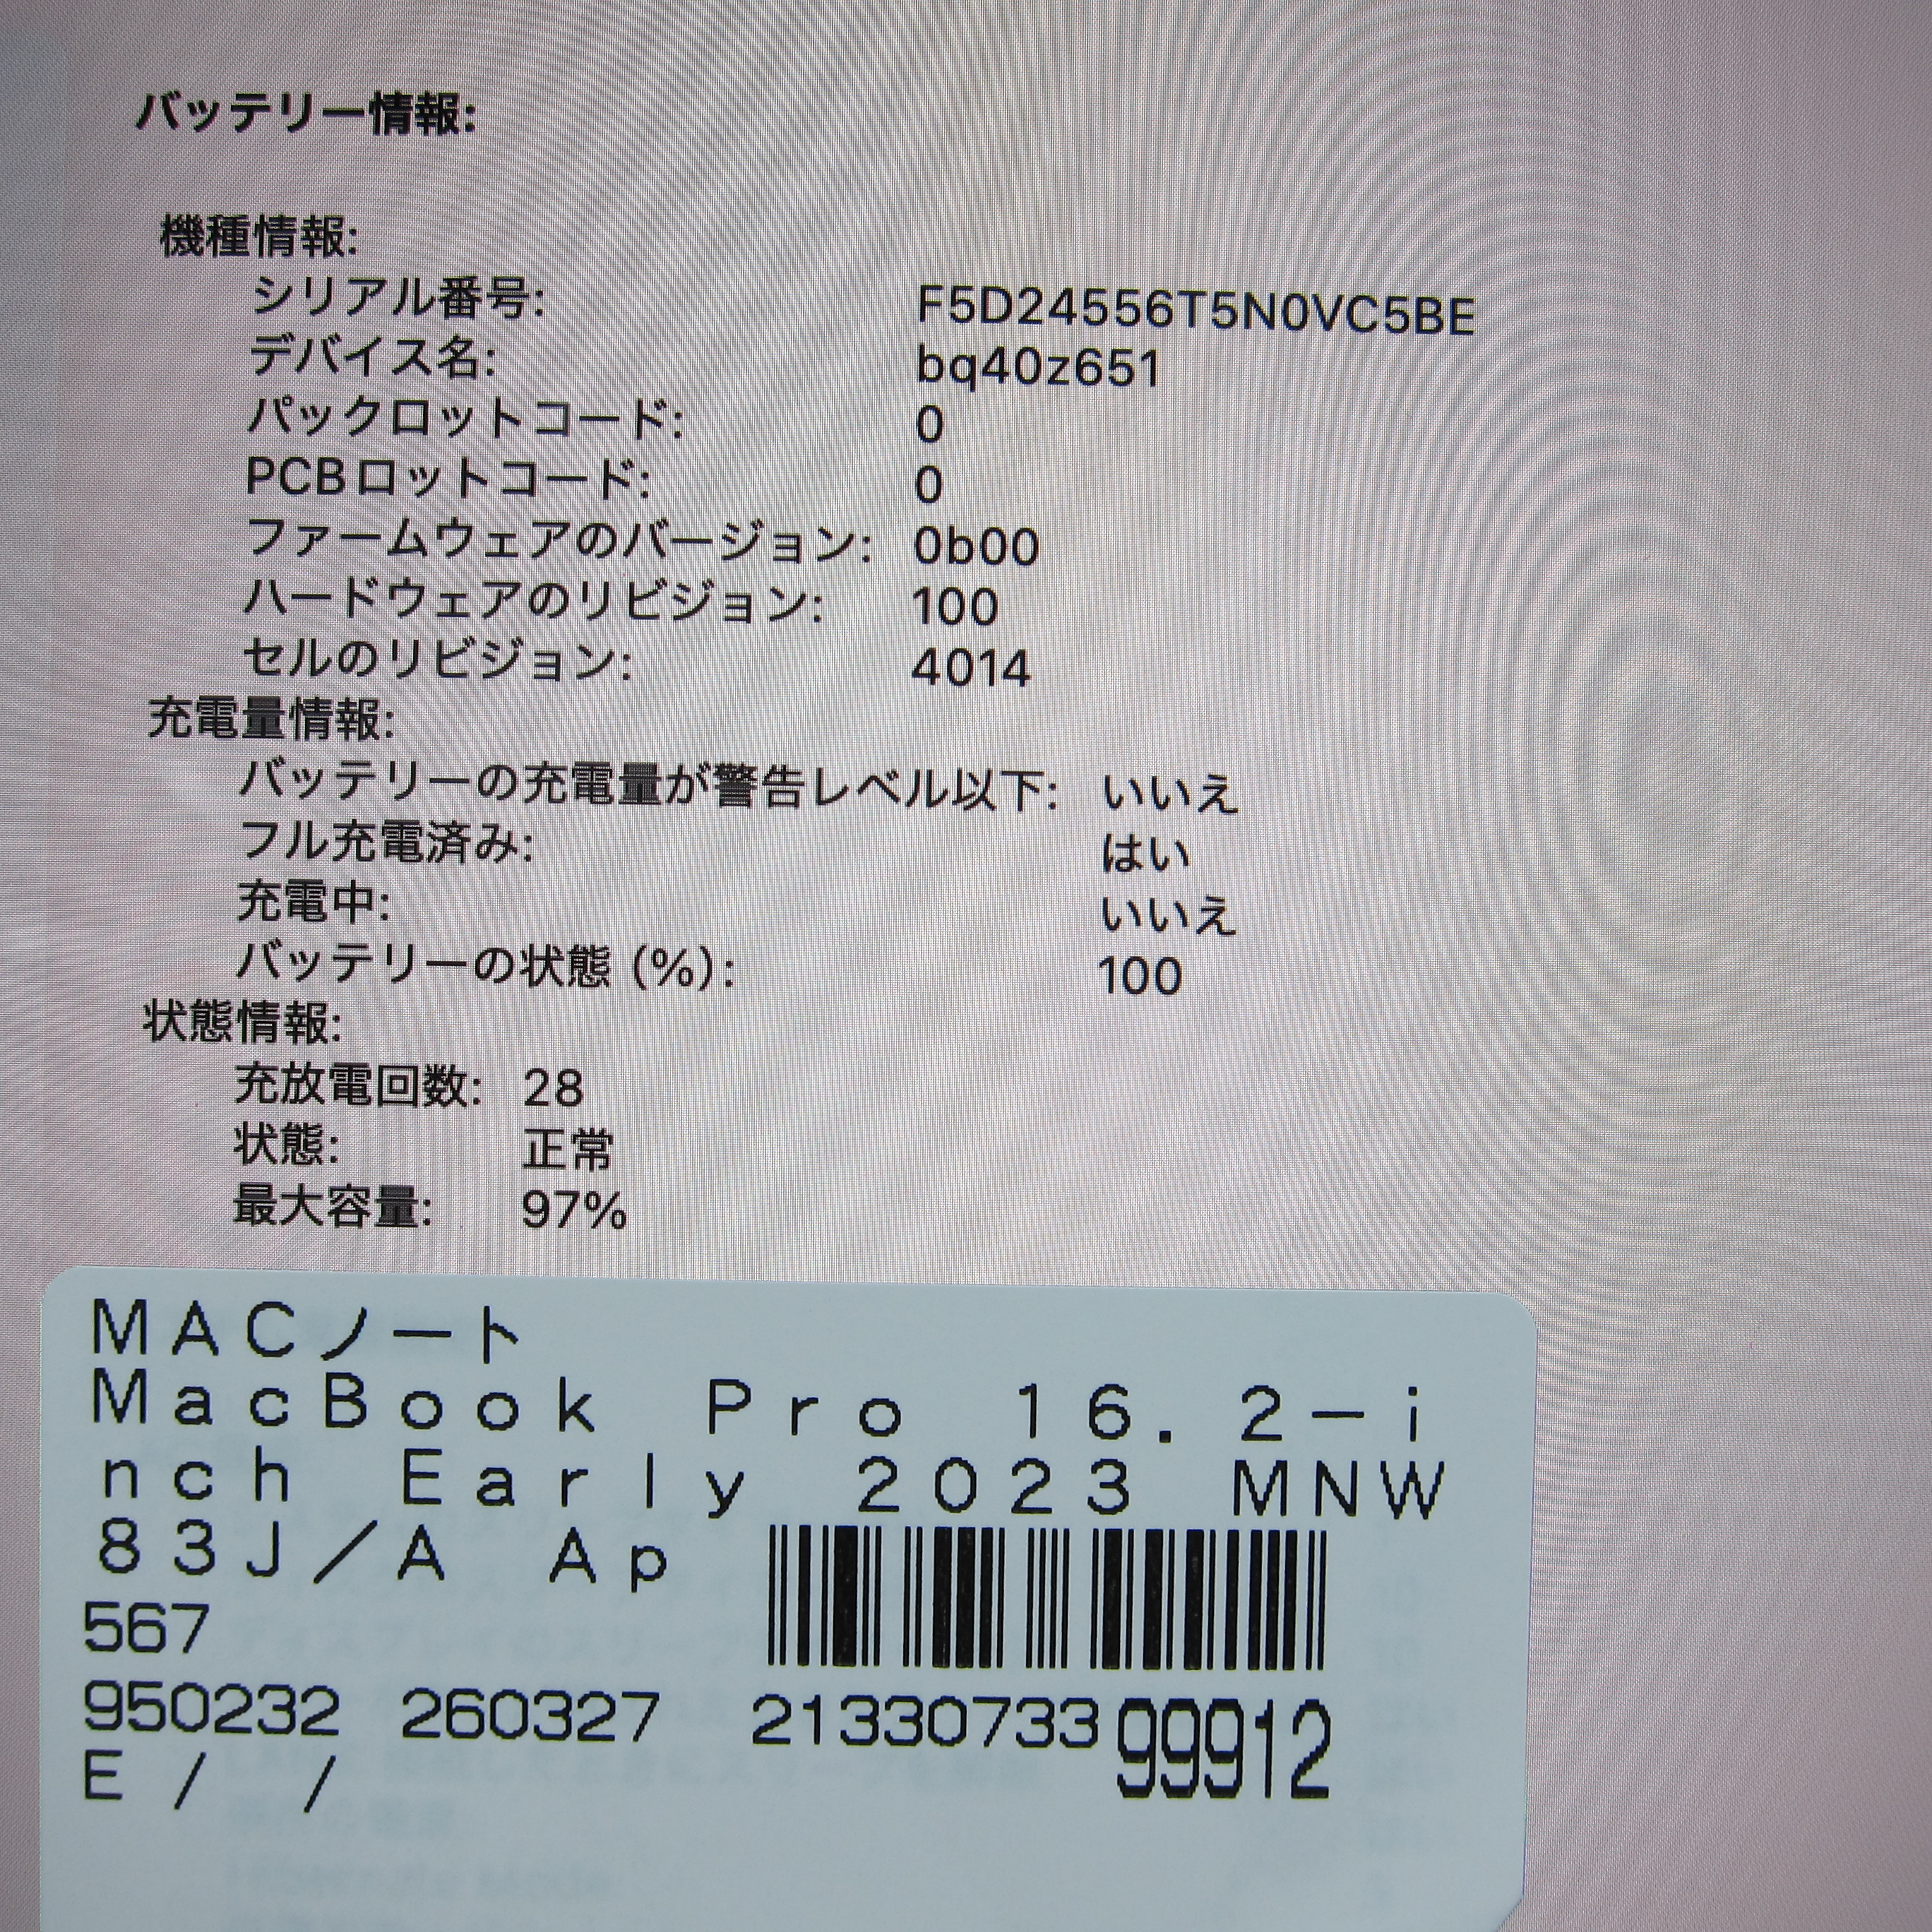 バッテリー情報:
機種情報:
シリアル番号: F5D24556T5N0VC5BE
デバイス名: bq40z651
パックロットコード: 0
PCBロットコード: 0
ファームウェアのバージョン: 0b00
ハードウェアのリビジョン: 100
セルのリビジョン: 4014
充電量情報:
バッテリーの充電量が警告レベル以下: いいえ
フル充電済み: はい
充電中: いいえ
バッテリーの状態 (%): 100
状態情報:
充放電回数: 28
状態: 正常
最大容量: 97%
MACノート
MacBook Pro 16.2-i
nch Early 2023 MNW
83J/A Ap
567
950232 260327 2133073399912
E / /